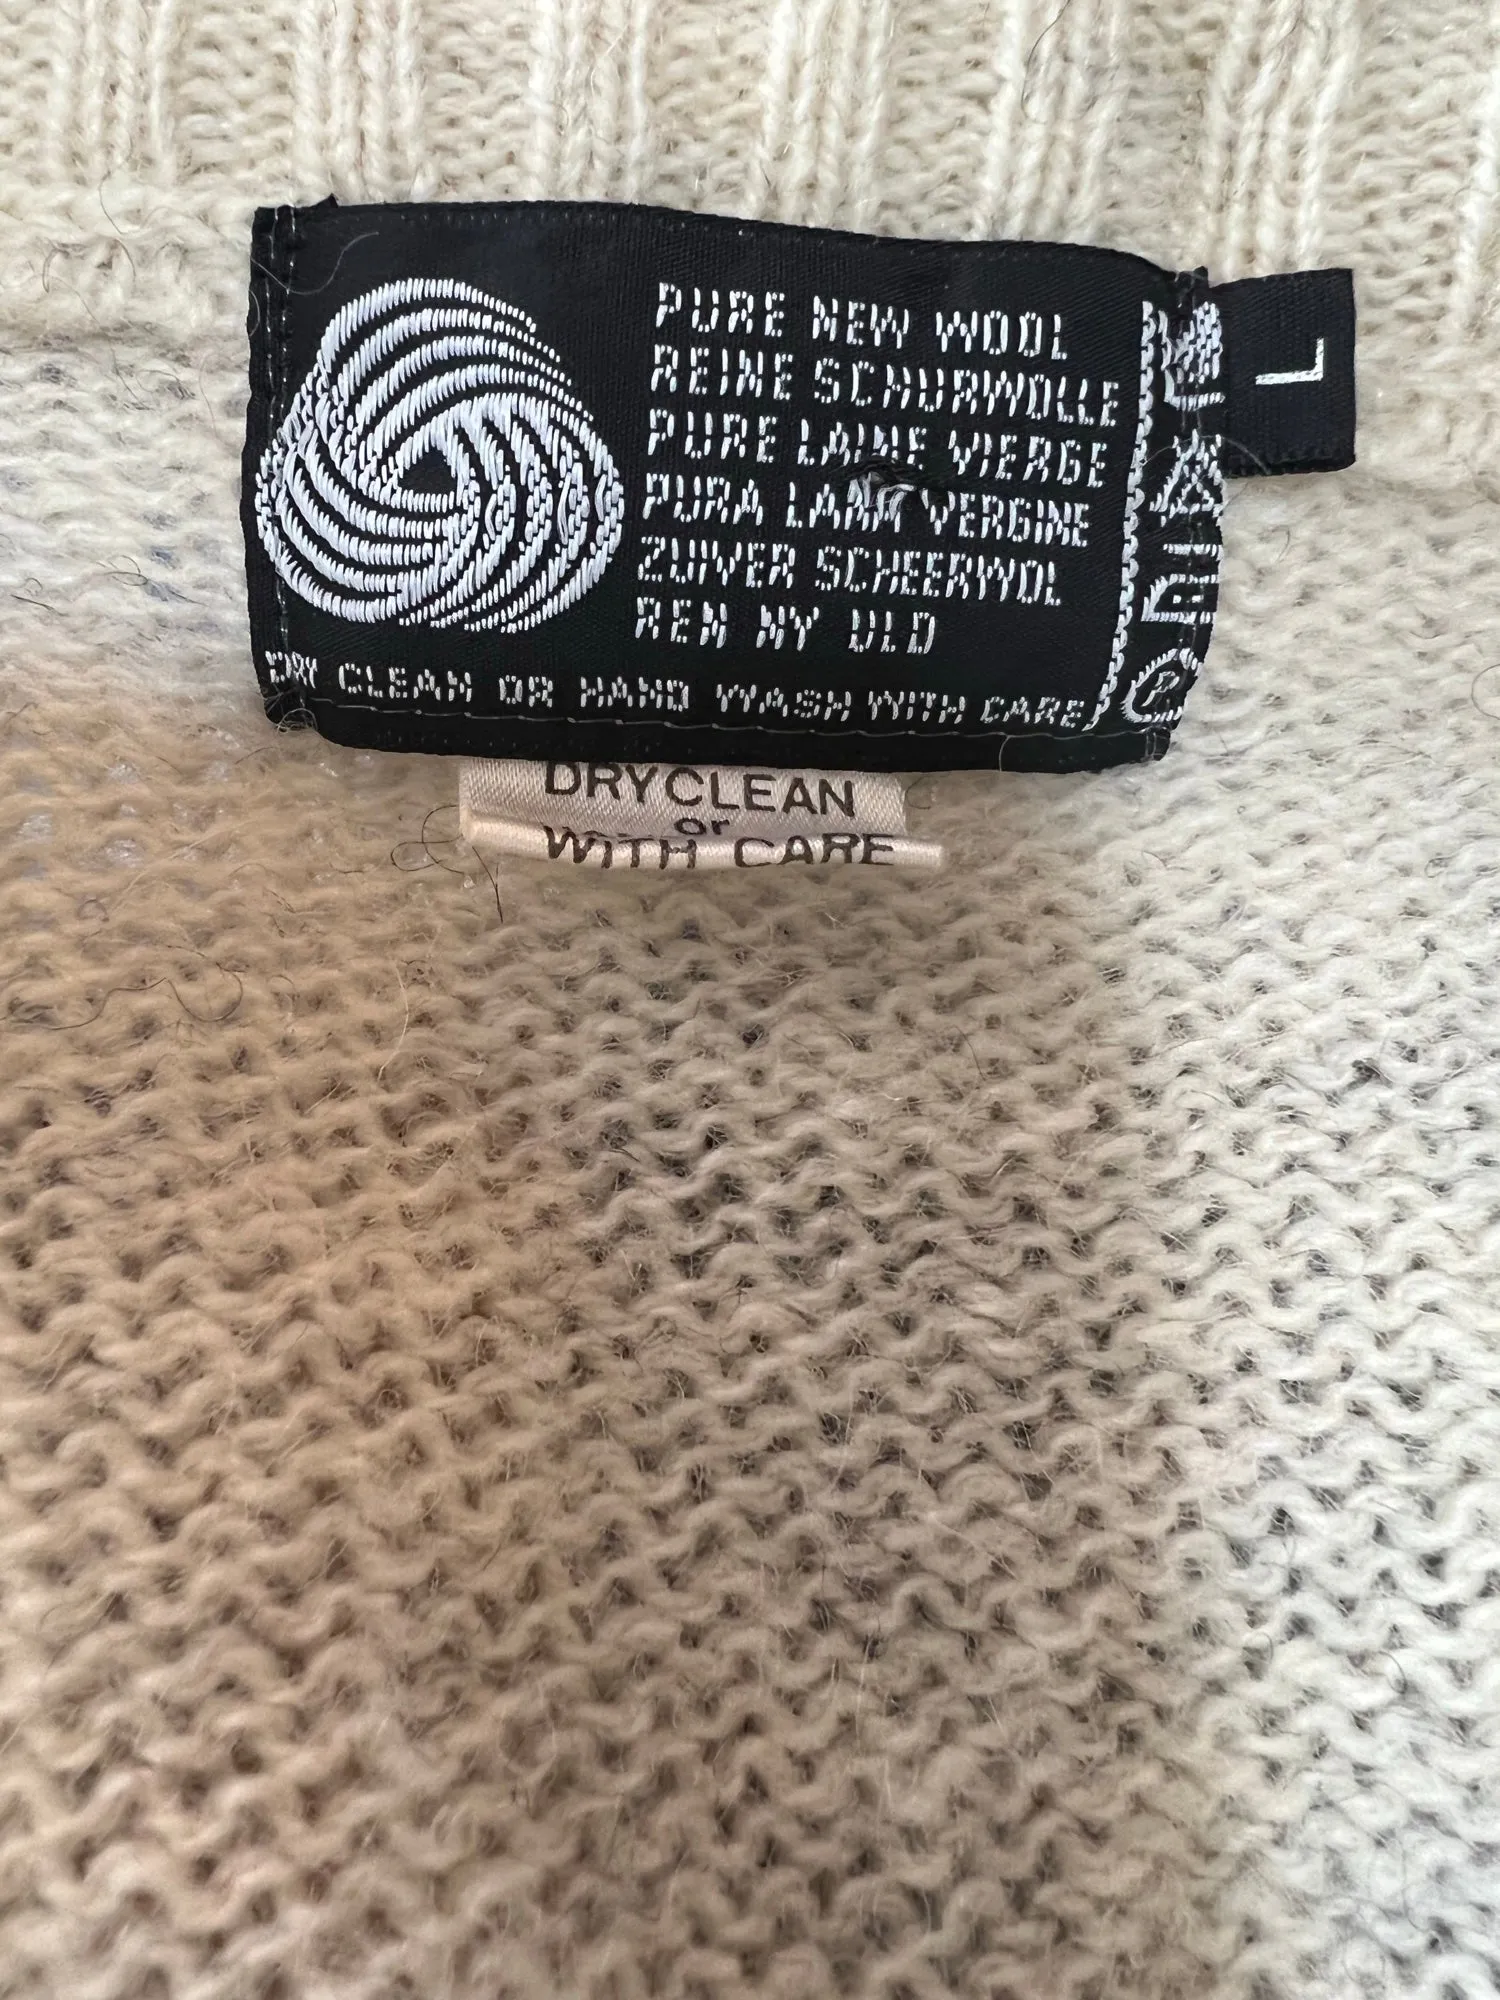 PURE NEW WOOL
REINE SCHURWOLLE
PURE LAINE VIERGE
PURA LANA VERGINE
ZUIVER SCHEERWOL
REN NY ULD
DRY CLEAN OR HAND WASH WITH CARE
L
DRYCLEAN
or
WITH CARE